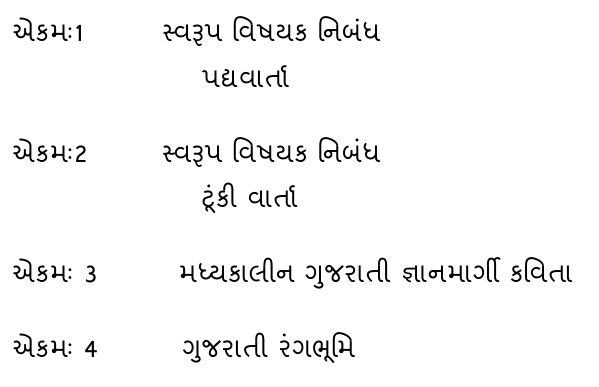 એકમઃ1 સ્વરૂપ વિષયક નિબંધ
પદ્યવાર્તા
એકમઃ2 સ્વરૂપ વિષયક નિબંધ
ટૂંકી વાર્તા
એકમઃ 3 મધ્યકાલીન ગુજરાતી જ્ઞાનમાર્ગી કવિતા
એકમઃ 4 ગુજરાતી રંગભૂમિ